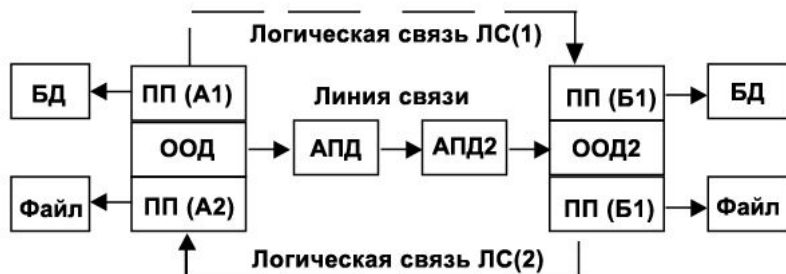 Логическая связь ЛС(1)
БД
ПП (А1)
Линия связи
ПП (Б1)
БД
ООД
АПД
АПД2
ООД2
Файл
ПП (А2)
ПП (Б1)
Файл
Логическая связь ЛС(2)